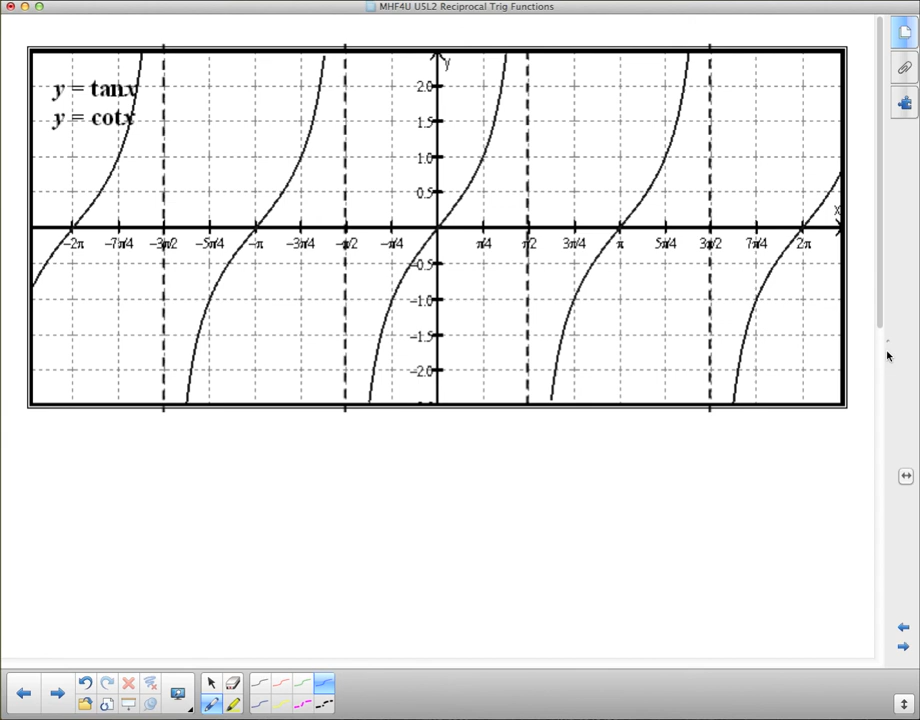 MHF4U U5L2 Reciprocal Trig Functions
y = tanx
y = cotx
y
2.0
1.5
1.0
0.5
x
−2π −7π/4 −3π/2 −5π/4 −π −3π/4 −π/2 −π/4 π/4 π/2 3π/4 π 5π/4 3π/2 7π/4 2π
−0.5
−1.0
−1.5
−2.0